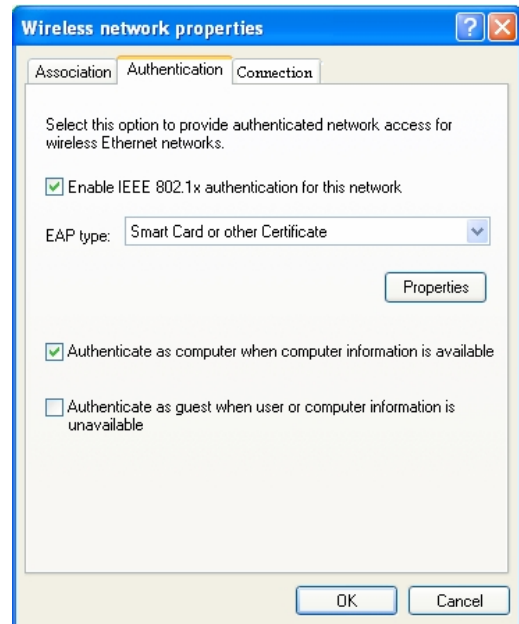 Wireless network properties
Association Authentication Connection
Select this option to provide authenticated network access for
wireless Ethernet networks.
Enable IEEE 802.1x authentication for this network
EAP type: Smart Card or other Certificate
Properties
Authenticate as computer when computer information is available
Authenticate as guest when user or computer information is
unavailable
OK Cancel